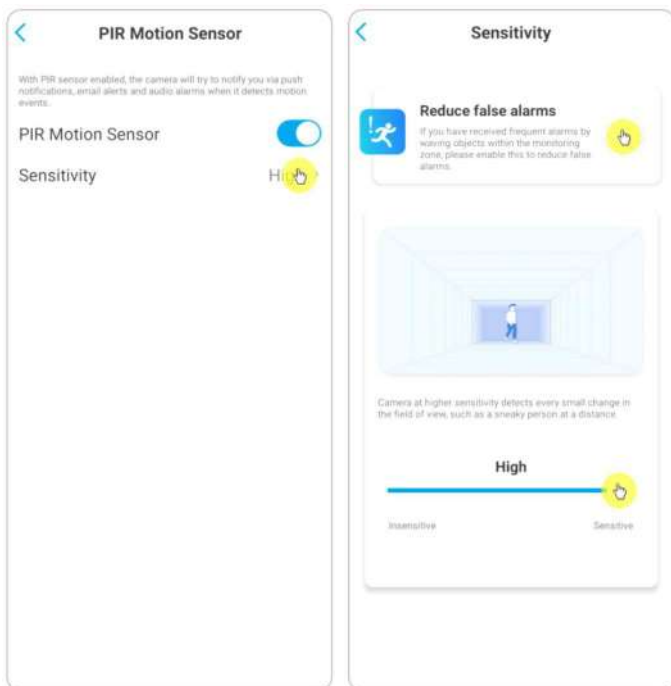 PIR Motion Sensor
With PIR sensor enabled, the camera will try to notify you via push
notifications, email alerts and audio alarms when it detects motion
events.
PIR Motion Sensor
Sensitivity
Sensitivity
Reduce false alarms
If you have received frequent alarms by
waving objects within the monitoring
zone, please enable this to reduce false
alarms.
Camera at higher sensitivity detects every small change in
the field of view, such as a sneaky person at a distance
High
Insensitive Sensitive